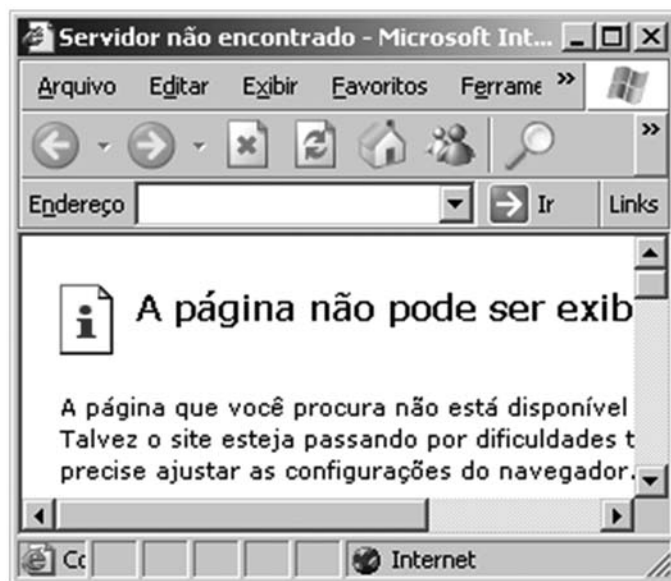 Servidor não encontrado - Microsoft Int...
Arquivo Editar Exibir Favoritos Ferrame »
»
Endereço Ir Links
A página não pode ser exib
A página que você procura não está disponível
Talvez o site esteja passando por dificuldades t
precise ajustar as configurações do navegador.
Cc Internet